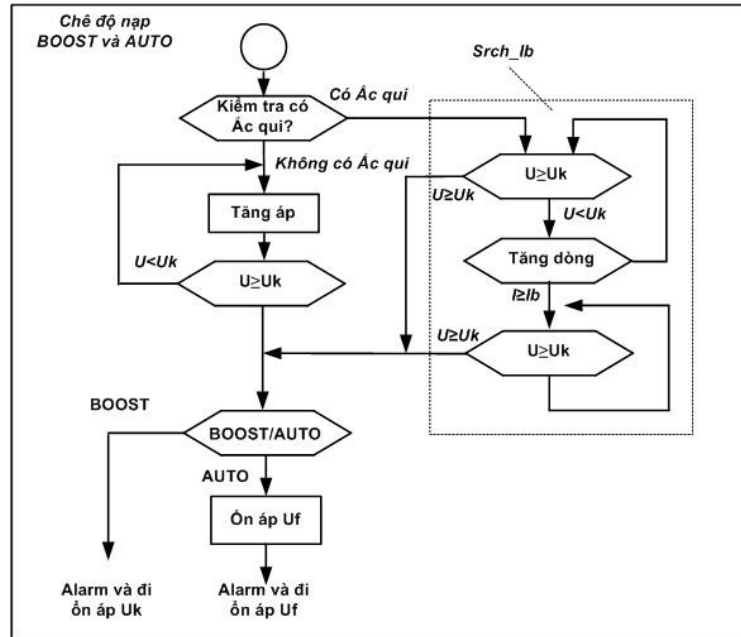 Chế độ nạp
BOOST và AUTO
Srch_Ib
Kiểm tra có
Ắc qui?
Có Ắc qui
Không có Ắc qui
Tăng áp
U<Uk
U≥Uk
U≥Uk
U≥Uk
U<Uk
Tăng dòng
I≥Ib
U≥Uk
U≥Uk
BOOST
BOOST/AUTO
AUTO
Ổn áp Uf
Alarm và đi
ổn áp Uk
Alarm và đi
ổn áp Uf